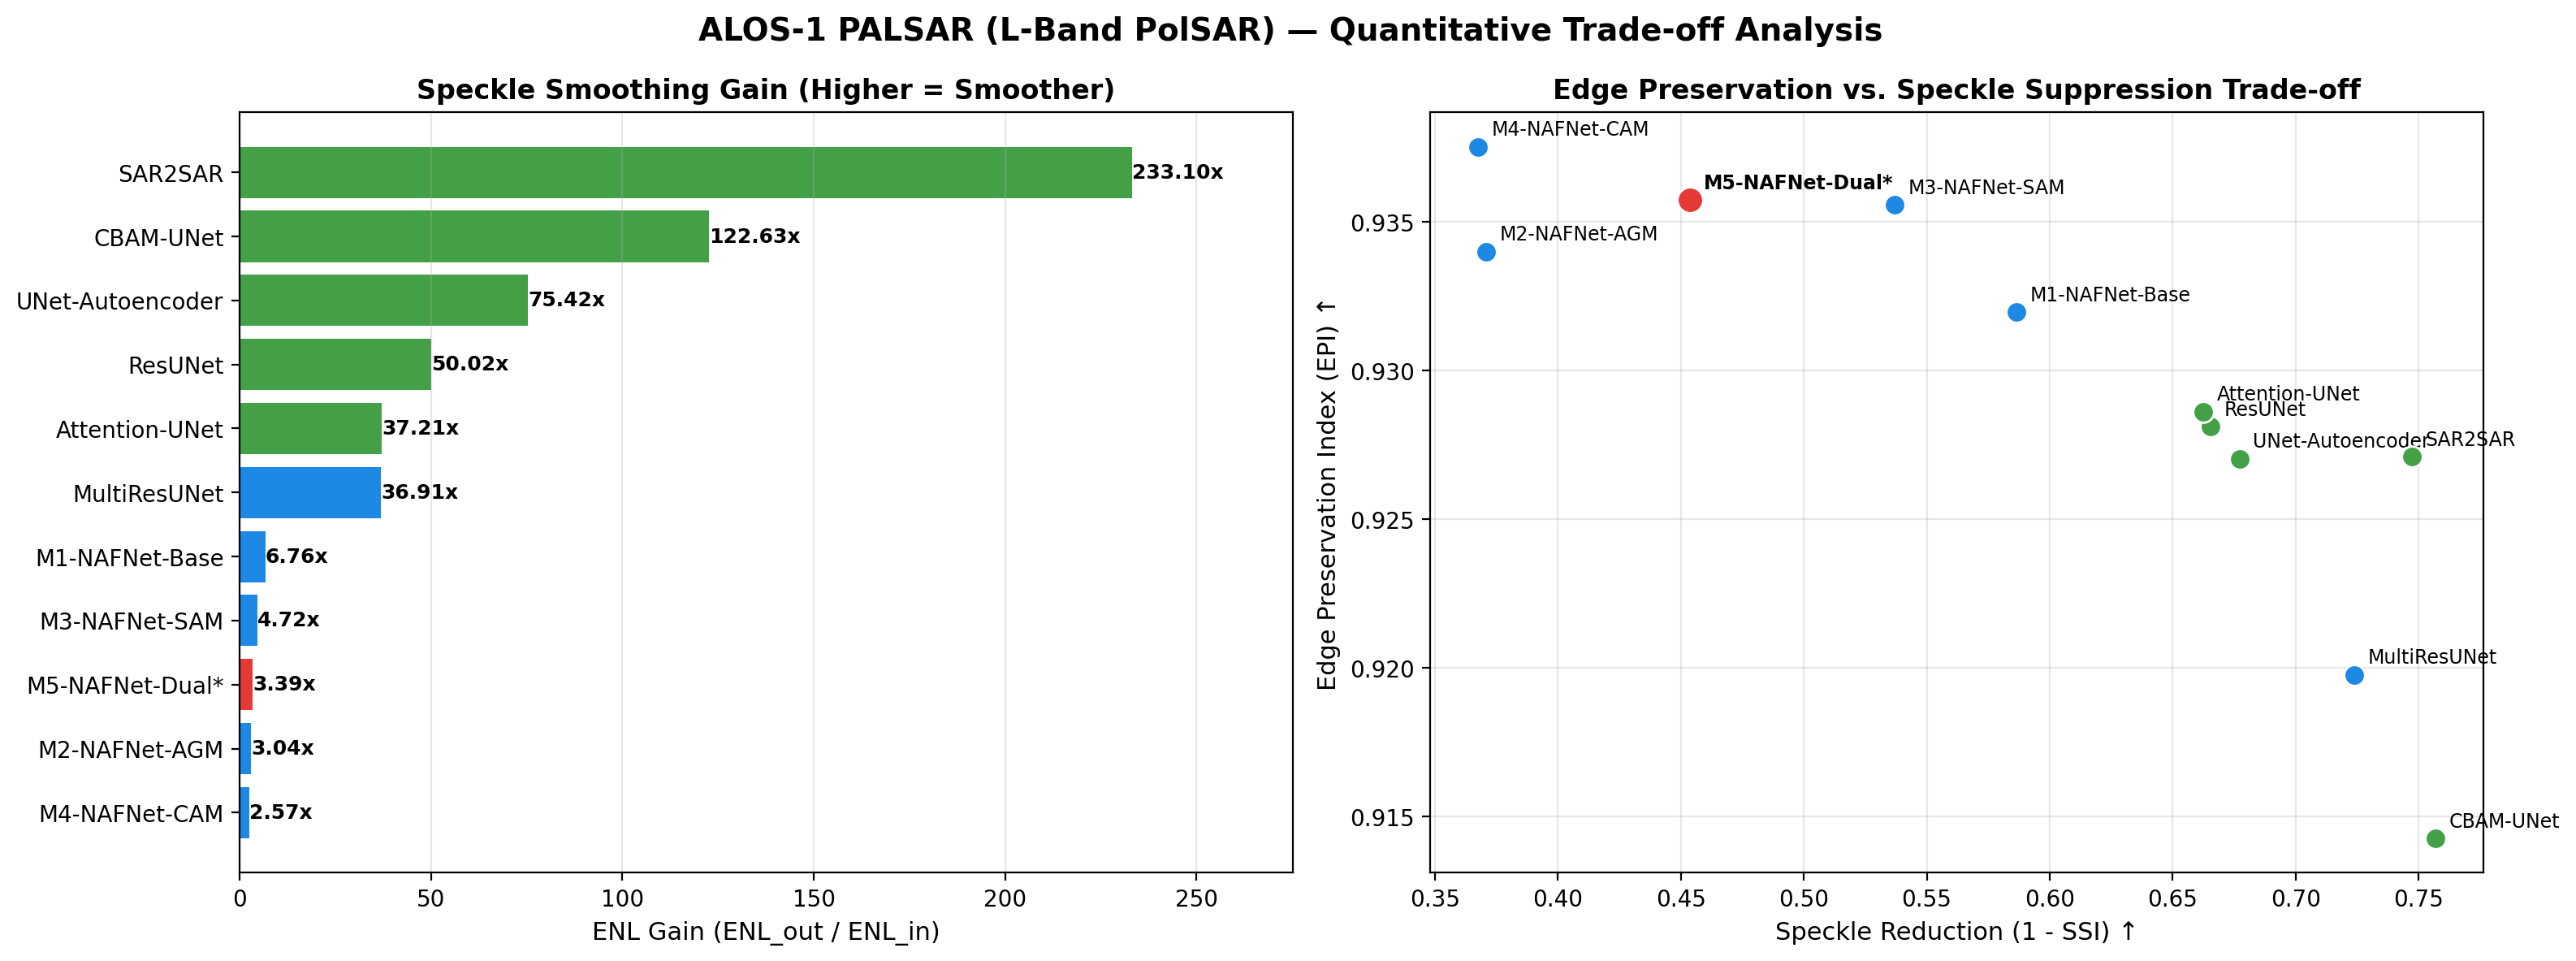 ALOS-1 PALSAR (L-Band PolSAR) — Quantitative Trade-off Analysis
Speckle Smoothing Gain (Higher = Smoother)
SAR2SAR
233.10x
CBAM-UNet
122.63x
UNet-Autoencoder
75.42x
ResUNet
50.02x
Attention-UNet
37.21x
MultiResUNet
36.91x
M1-NAFNet-Base
6.76x
M3-NAFNet-SAM
4.72x
M5-NAFNet-Dual*
3.39x
M2-NAFNet-AGM
3.04x
M4-NAFNet-CAM
2.57x
0 50 100 150 200 250
ENL Gain (ENL_out / ENL_in)
Edge Preservation vs. Speckle Suppression Trade-off
Edge Preservation Index (EPI) ↑
0.935
0.930
0.925
0.920
0.915
M4-NAFNet-CAM
M5-NAFNet-Dual*
M3-NAFNet-SAM
M2-NAFNet-AGM
M1-NAFNet-Base
Attention-UNet
ResUNet
UNet-Autoencoder
SAR2SAR
MultiResUNet
CBAM-UNet
0.35 0.40 0.45 0.50 0.55 0.60 0.65 0.70 0.75
Speckle Reduction (1 - SSI) ↑